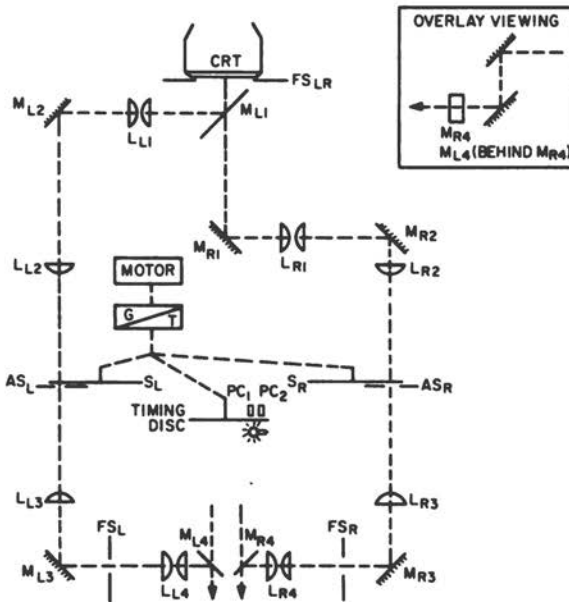 OVERLAY VIEWING
CRT
FS_LR
M_L2
M_L1
L_L1
M_R4
M_L4 (BEHIND M_R4)
M_R1
L_R1
M_R2
L_L2
MOTOR
L_R2
G
T
AS_L
S_L
PC_1 PC_2
S_R
AS_R
TIMING
DISC
L_L3
L_R3
FS_L
M_L4
M_R4
FS_R
M_L3
L_L4
L_R4
M_R3